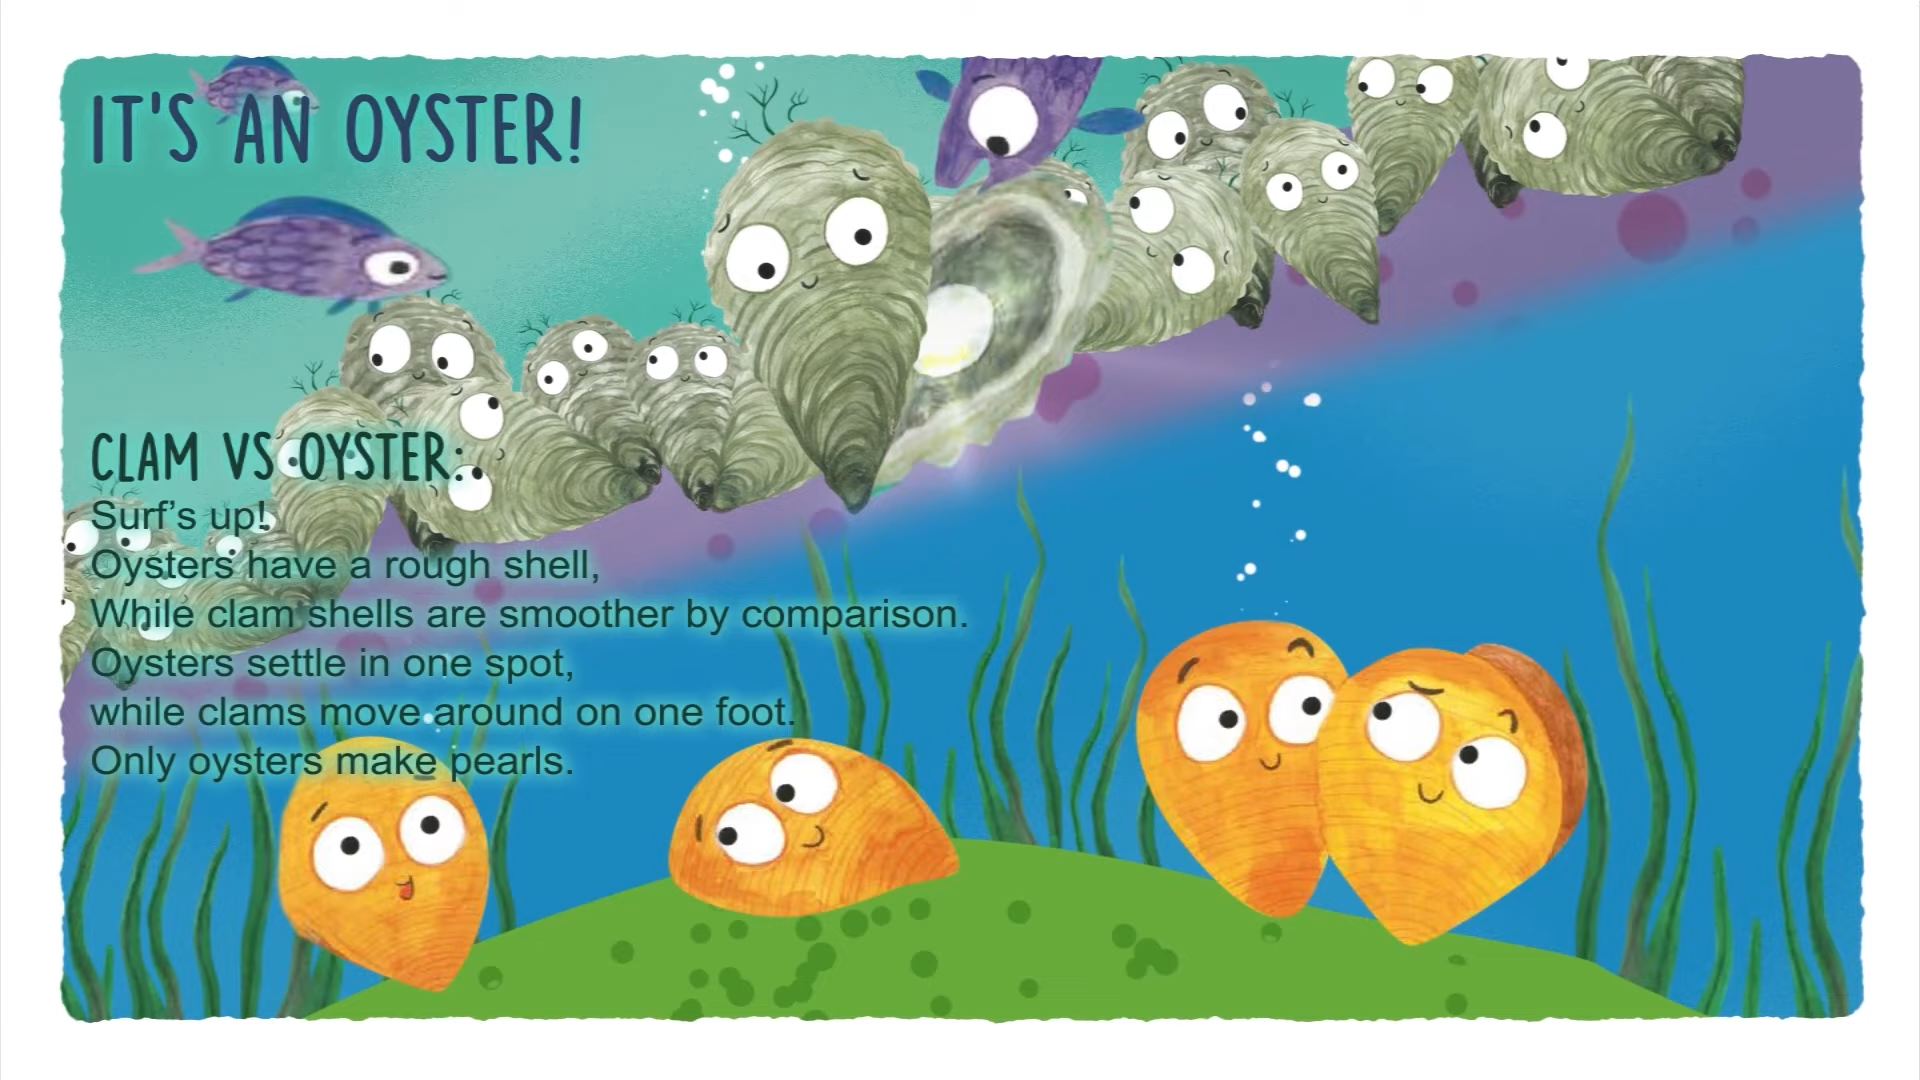 IT'S AN OYSTER!
CLAM VS OYSTER:
Surf’s up!
Oysters have a rough shell,
While clam shells are smoother by comparison.
Oysters settle in one spot,
while clams move around on one foot.
Only oysters make pearls.